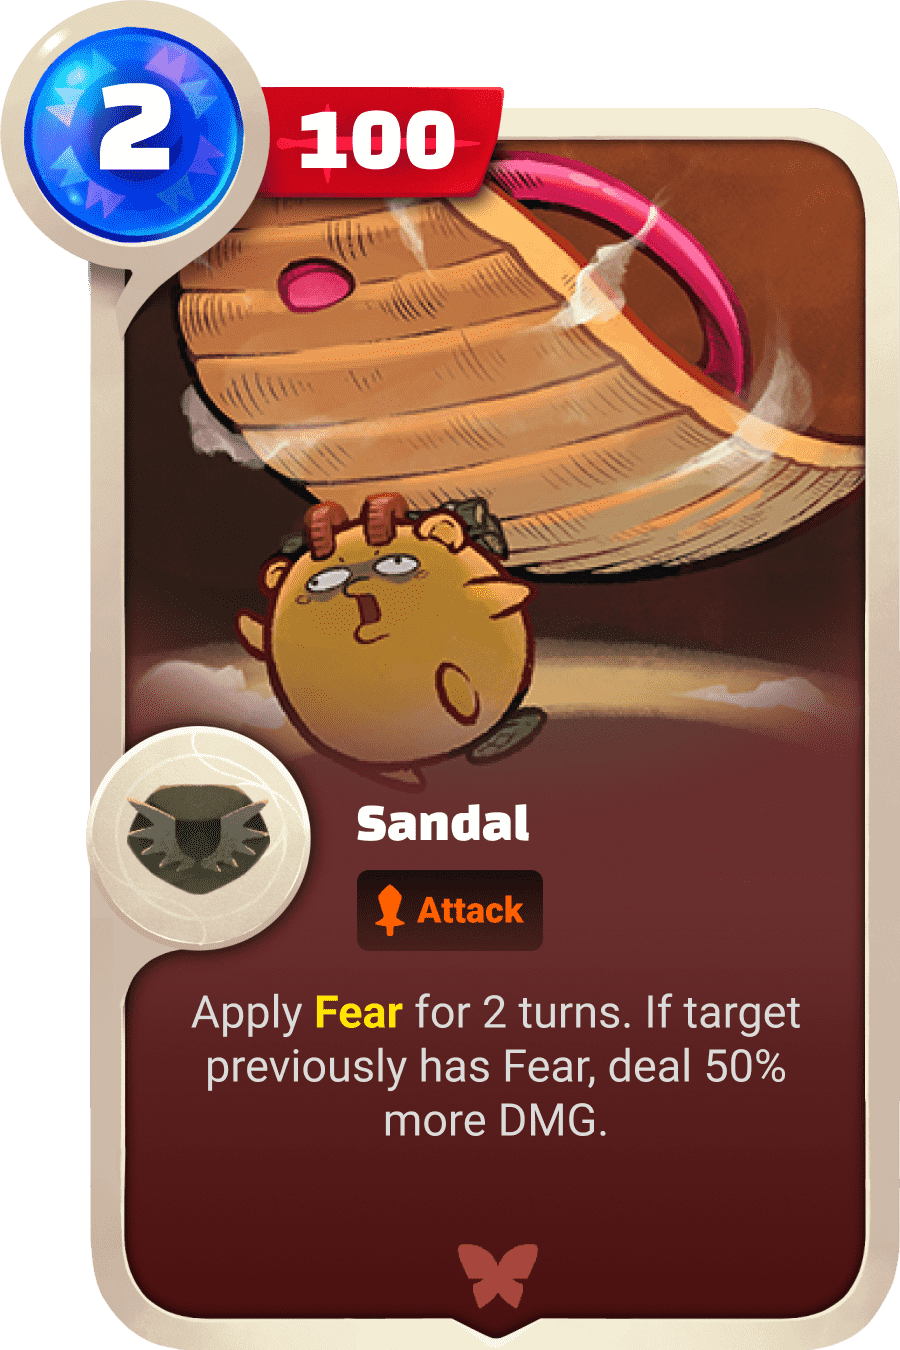 2
100
Sandal
Attack
Apply Fear for 2 turns. If target
previously has Fear, deal 50%
more DMG.